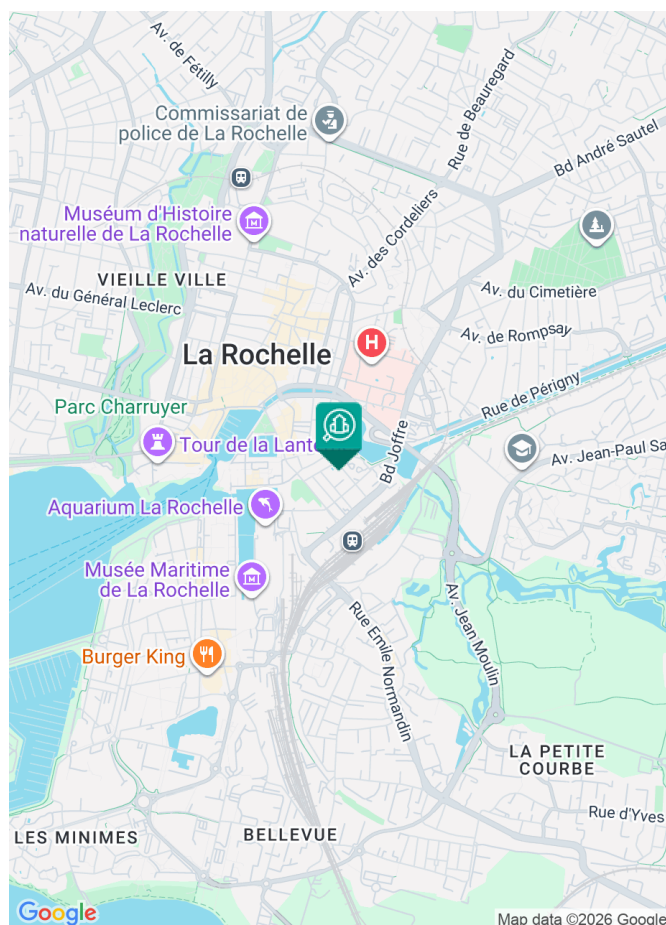 Av. de Fétilly
Commissariat de
police de La Rochelle
Rue de Beauregard
Bd André Sautel
Muséum d'Histoire
naturelle de La Rochelle
Av. des Cordeliers
VIEILLE VILLE
Av. du Général Leclerc
Av. du Cimetière
Av. de Rompsay
H
La Rochelle
Rue de Périgny
Parc Charruyer
Tour de la Lante
Bd Joffre
Av. Jean-Paul Sa
Aquarium La Rochelle
Musée Maritime
de La Rochelle
Av. Jean Moulin
Rue Emile Normandin
Burger King
LA PETITE
COURBE
Rue d'Yves
LES MINIMES
BELLEVUE
Google
Map data ©2026 Google